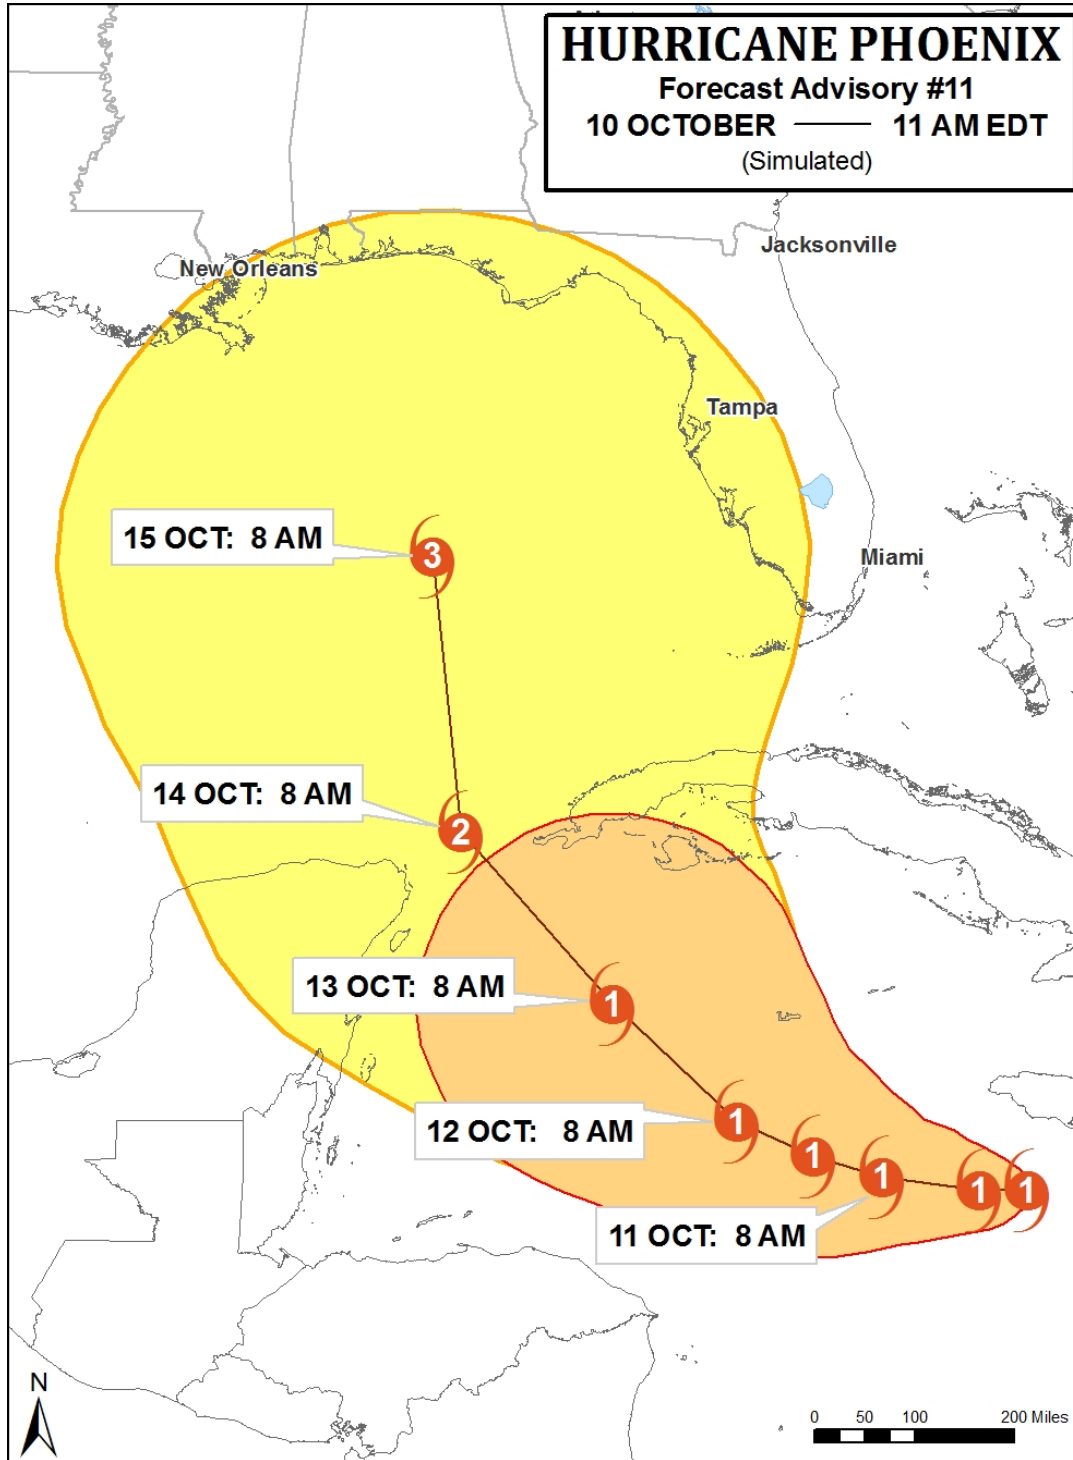 HURRICANE PHOENIX
Forecast Advisory #11
10 OCTOBER 11 AM EDT
(Simulated)
Jacksonville
New Orleans
Tampa
15 OCT: 8 AM
3
Miami
14 OCT: 8 AM
2
13 OCT: 8 AM
1
12 OCT: 8 AM
1
1
1
1
1
11 OCT: 8 AM
N
0 50 100 200 Miles